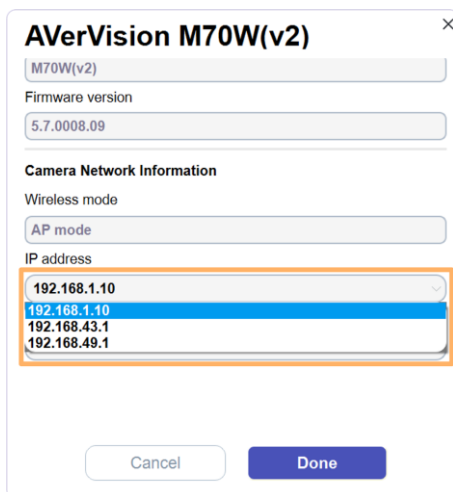 AVerVision M70W(v2)
M70W(v2)
Firmware version
5.7.0008.09
Camera Network Information
Wireless mode
AP mode
IP address
192.168.1.10
192.168.1.10
192.168.43.1
192.168.49.1
Cancel
Done